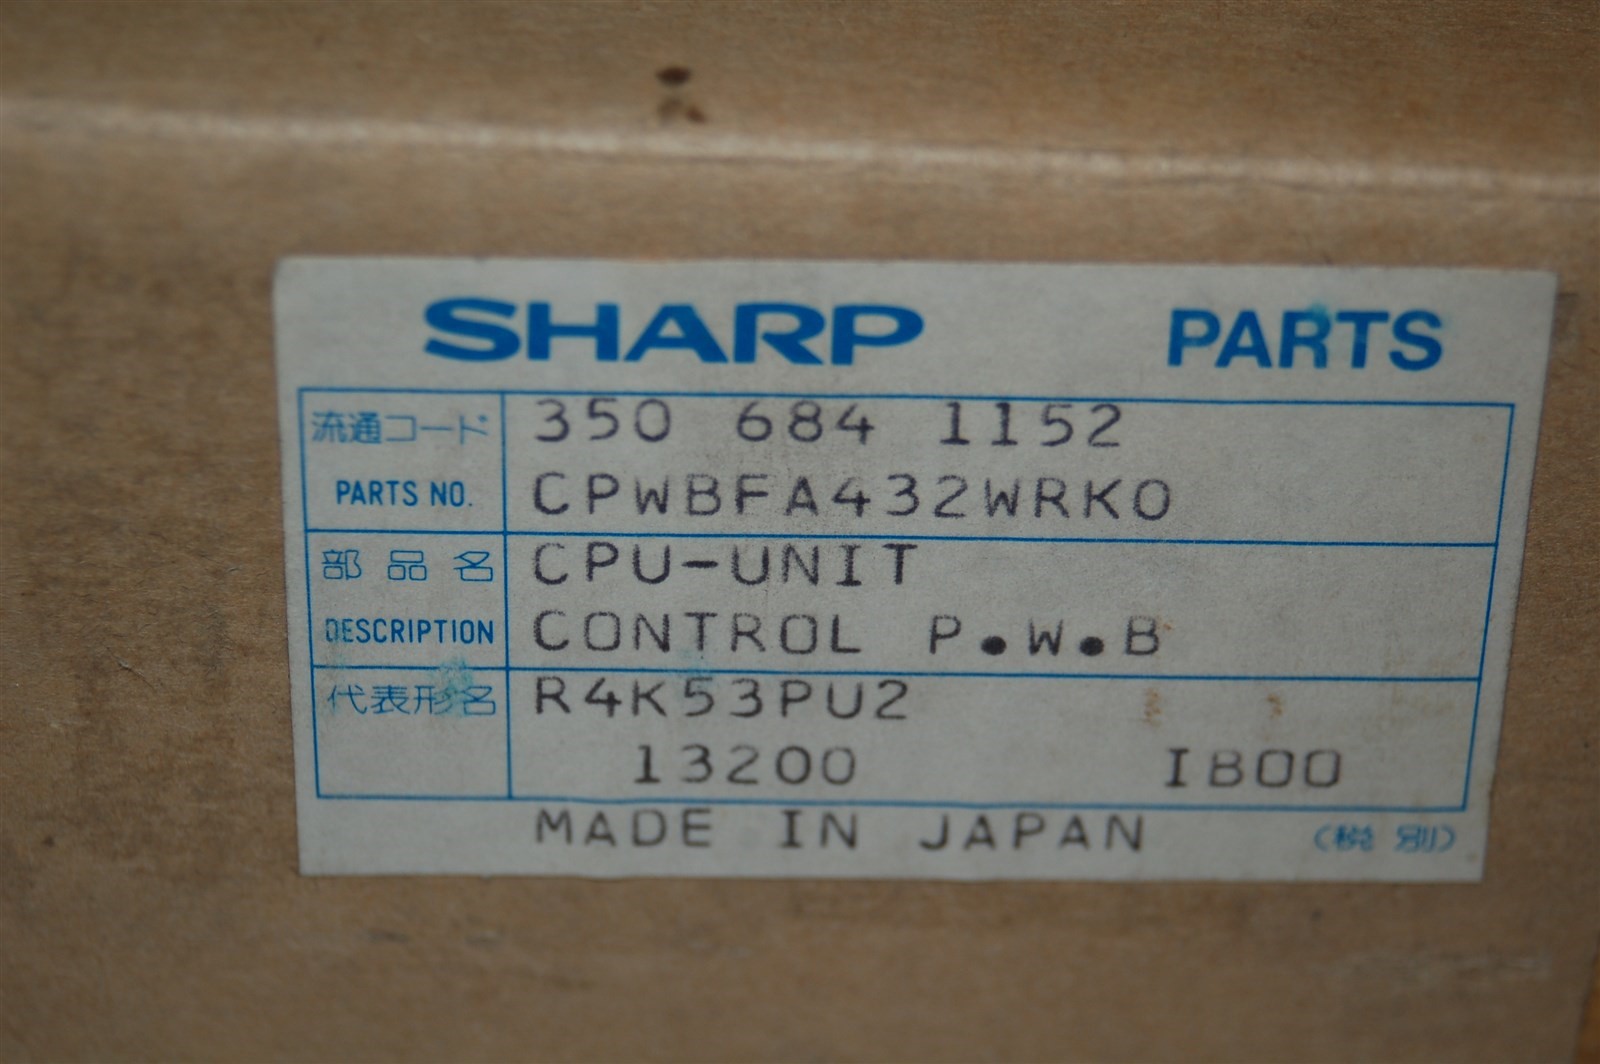 SHARP PARTS
流通コード 350 684 1152
PARTS NO. CPWBFA432WRK0
部品名 CPU-UNIT
DESCRIPTION CONTROL P.W.B
代表形名 R4K53PU2
13200 IB00
MADE IN JAPAN (税別)